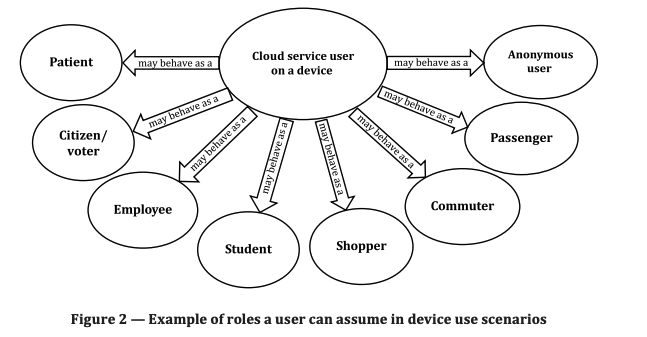 Cloud service user
on a device
may behave as a
Patient
may behave as a
Anonymous
user
may behave as a
Citizen/
voter
may behave as a
Passenger
may behave as a
Employee
may behave as a
Commuter
may behave as a
Student
may behave as a
Shopper
Figure 2 — Example of roles a user can assume in device use scenarios